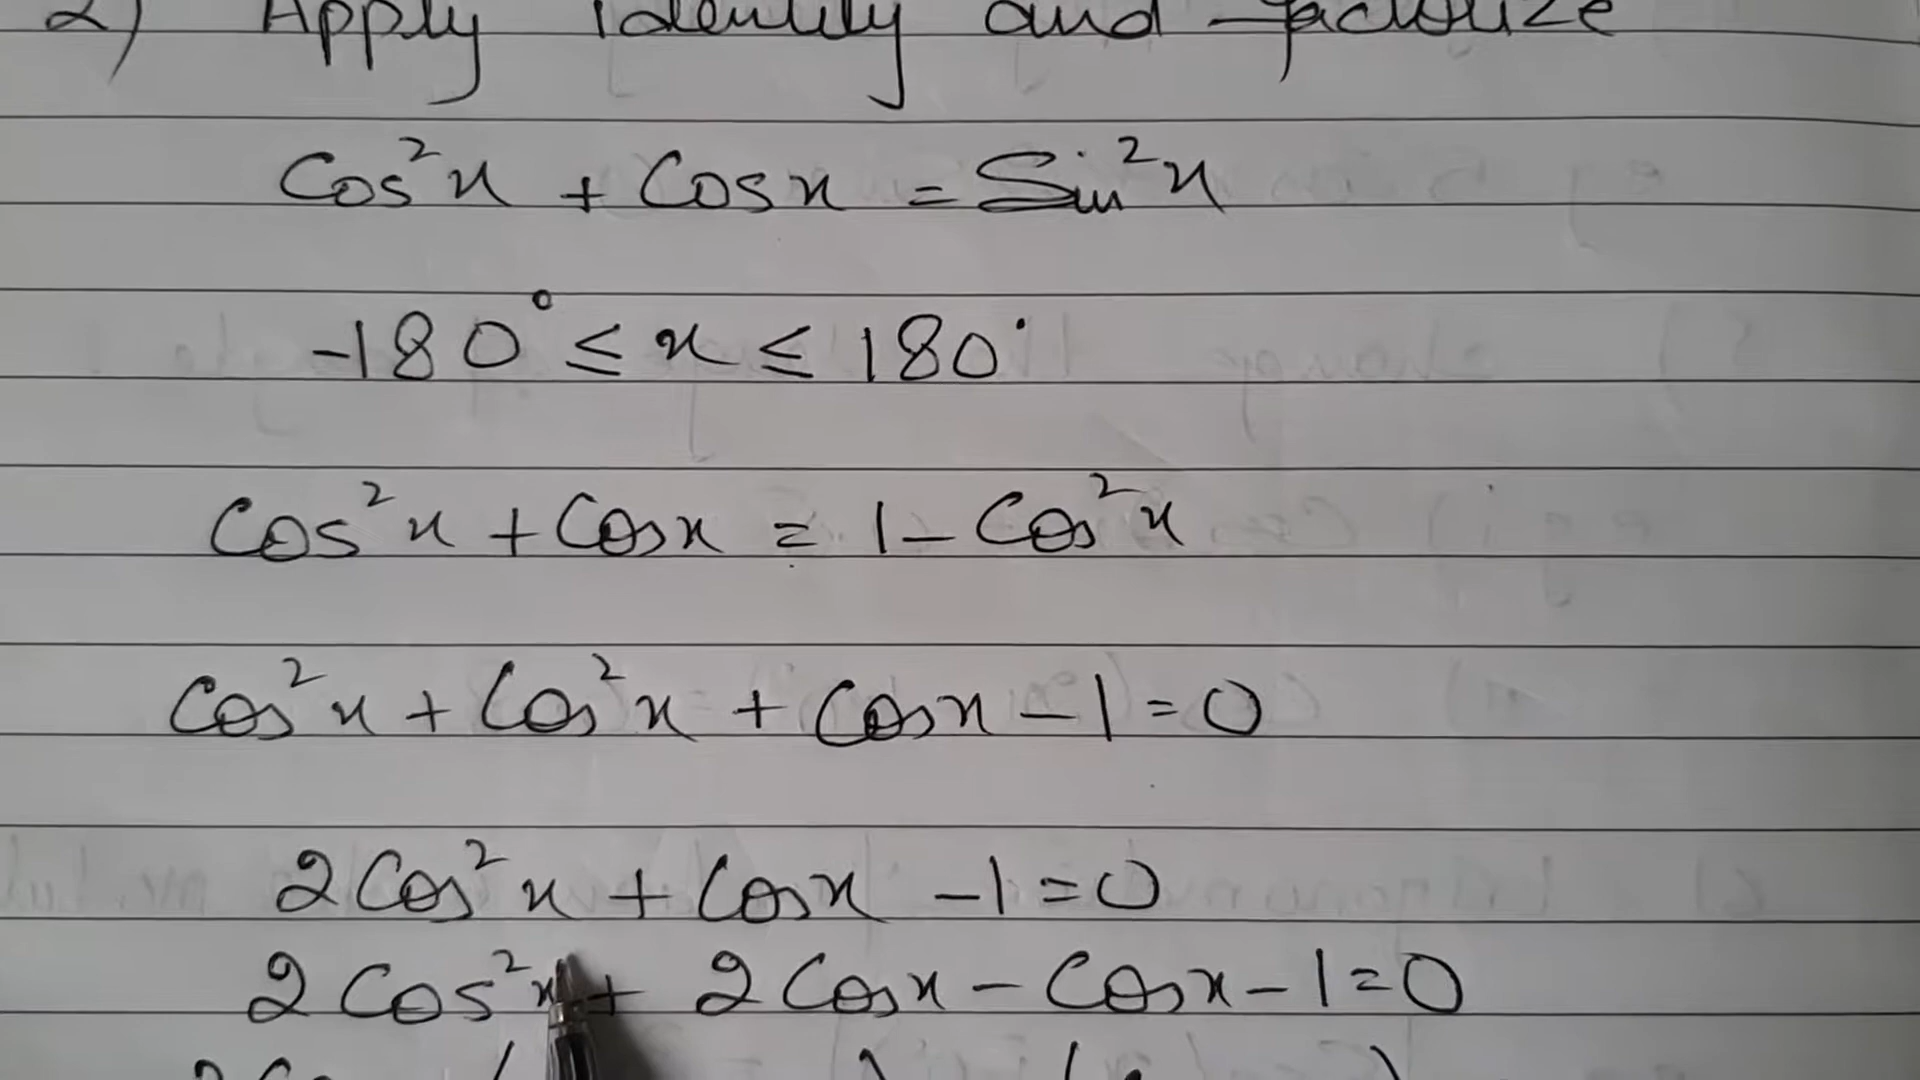 2) Apply identity and factorize
Cos²x + Cosx = Sin²x
-180° ≤ x ≤ 180°
Cos²x + Cosx = 1 - Cos²x
Cos²x + Cos²x + Cosx - 1 = 0
2Cos²x + Cosx - 1 = 0
2Cos²x + 2Cosx - Cosx - 1 = 0